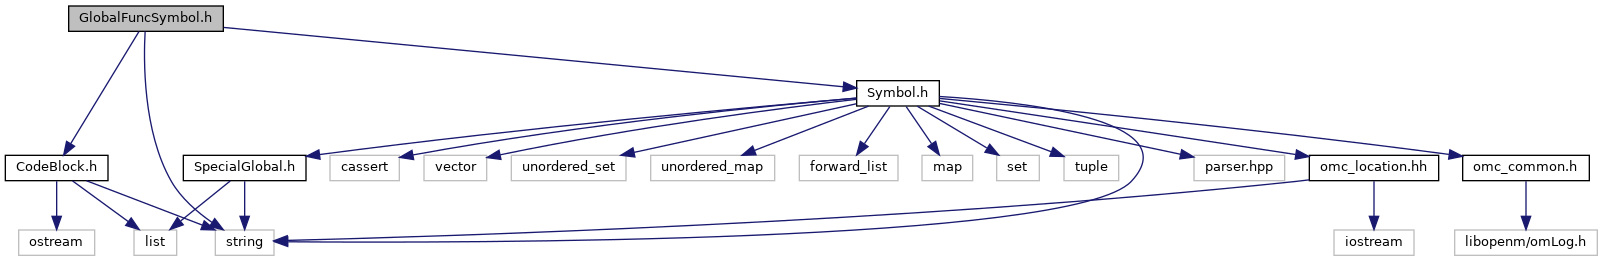 GlobalFuncSymbol.h
Symbol.h
CodeBlock.h
SpecialGlobal.h
cassert
vector
unordered_set
unordered_map
forward_list
map
set
tuple
parser.hpp
omc_location.hh
omc_common.h
ostream
list
string
iostream
libopenm/omLog.h